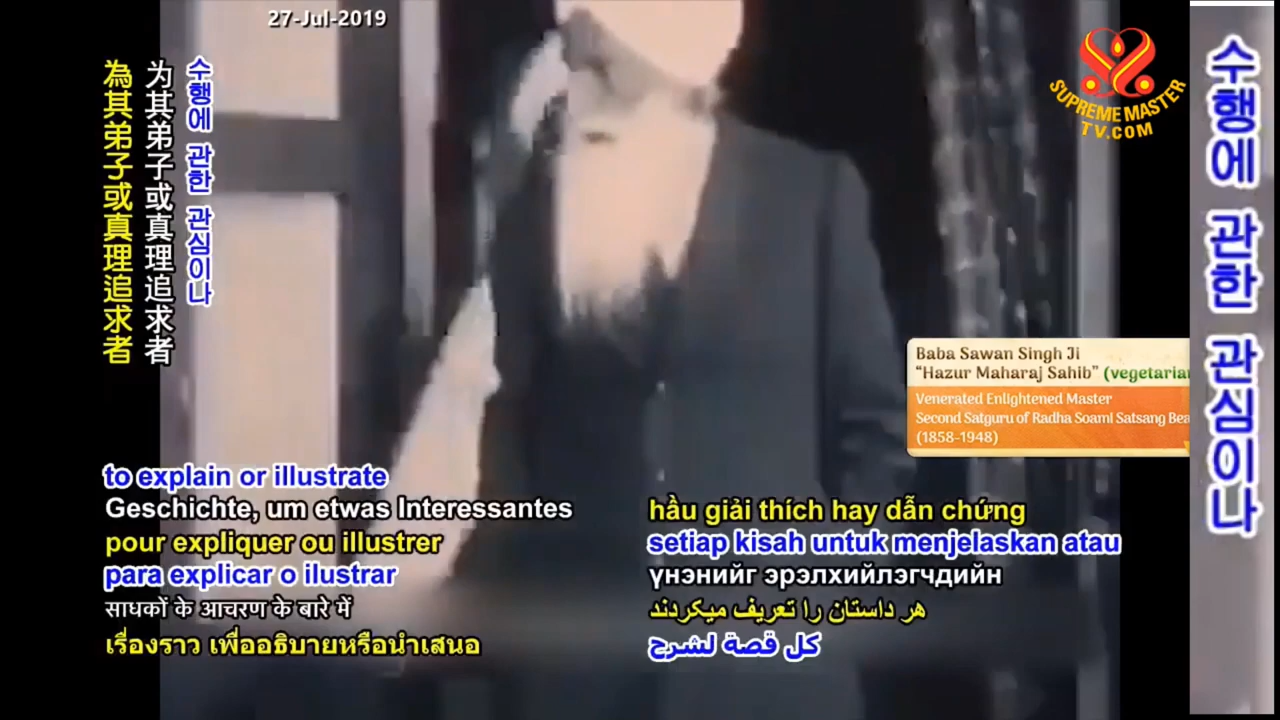 27-Jul-2019
SUPREME MASTER
TV.COM
為其弟子或真理追求者
为其弟子或真理追求者
수행에 관한 관심이나
수행에 관한 관심이나
Baba Sawan Singh Ji
“Hazur Maharaj Sahib” (vegetarian
Venerated Enlightened Master
Second Satguru of Radha Soami Satsang Bea
(1858-1948)
to explain or illustrate
Geschichte, um etwas Interessantes
pour expliquer ou illustrer
para explicar o ilustrar
साधकों के आचरण के बारे में
เรื่องราว เพื่ออธิบายหรือนำเสนอ
hầu giải thích hay dẫn chứng
setiap kisah untuk menjelaskan atau
үнэнийг эрэлхийлэгчдийн
هر داستان را تعریف میکردند
كل قصة لشرح